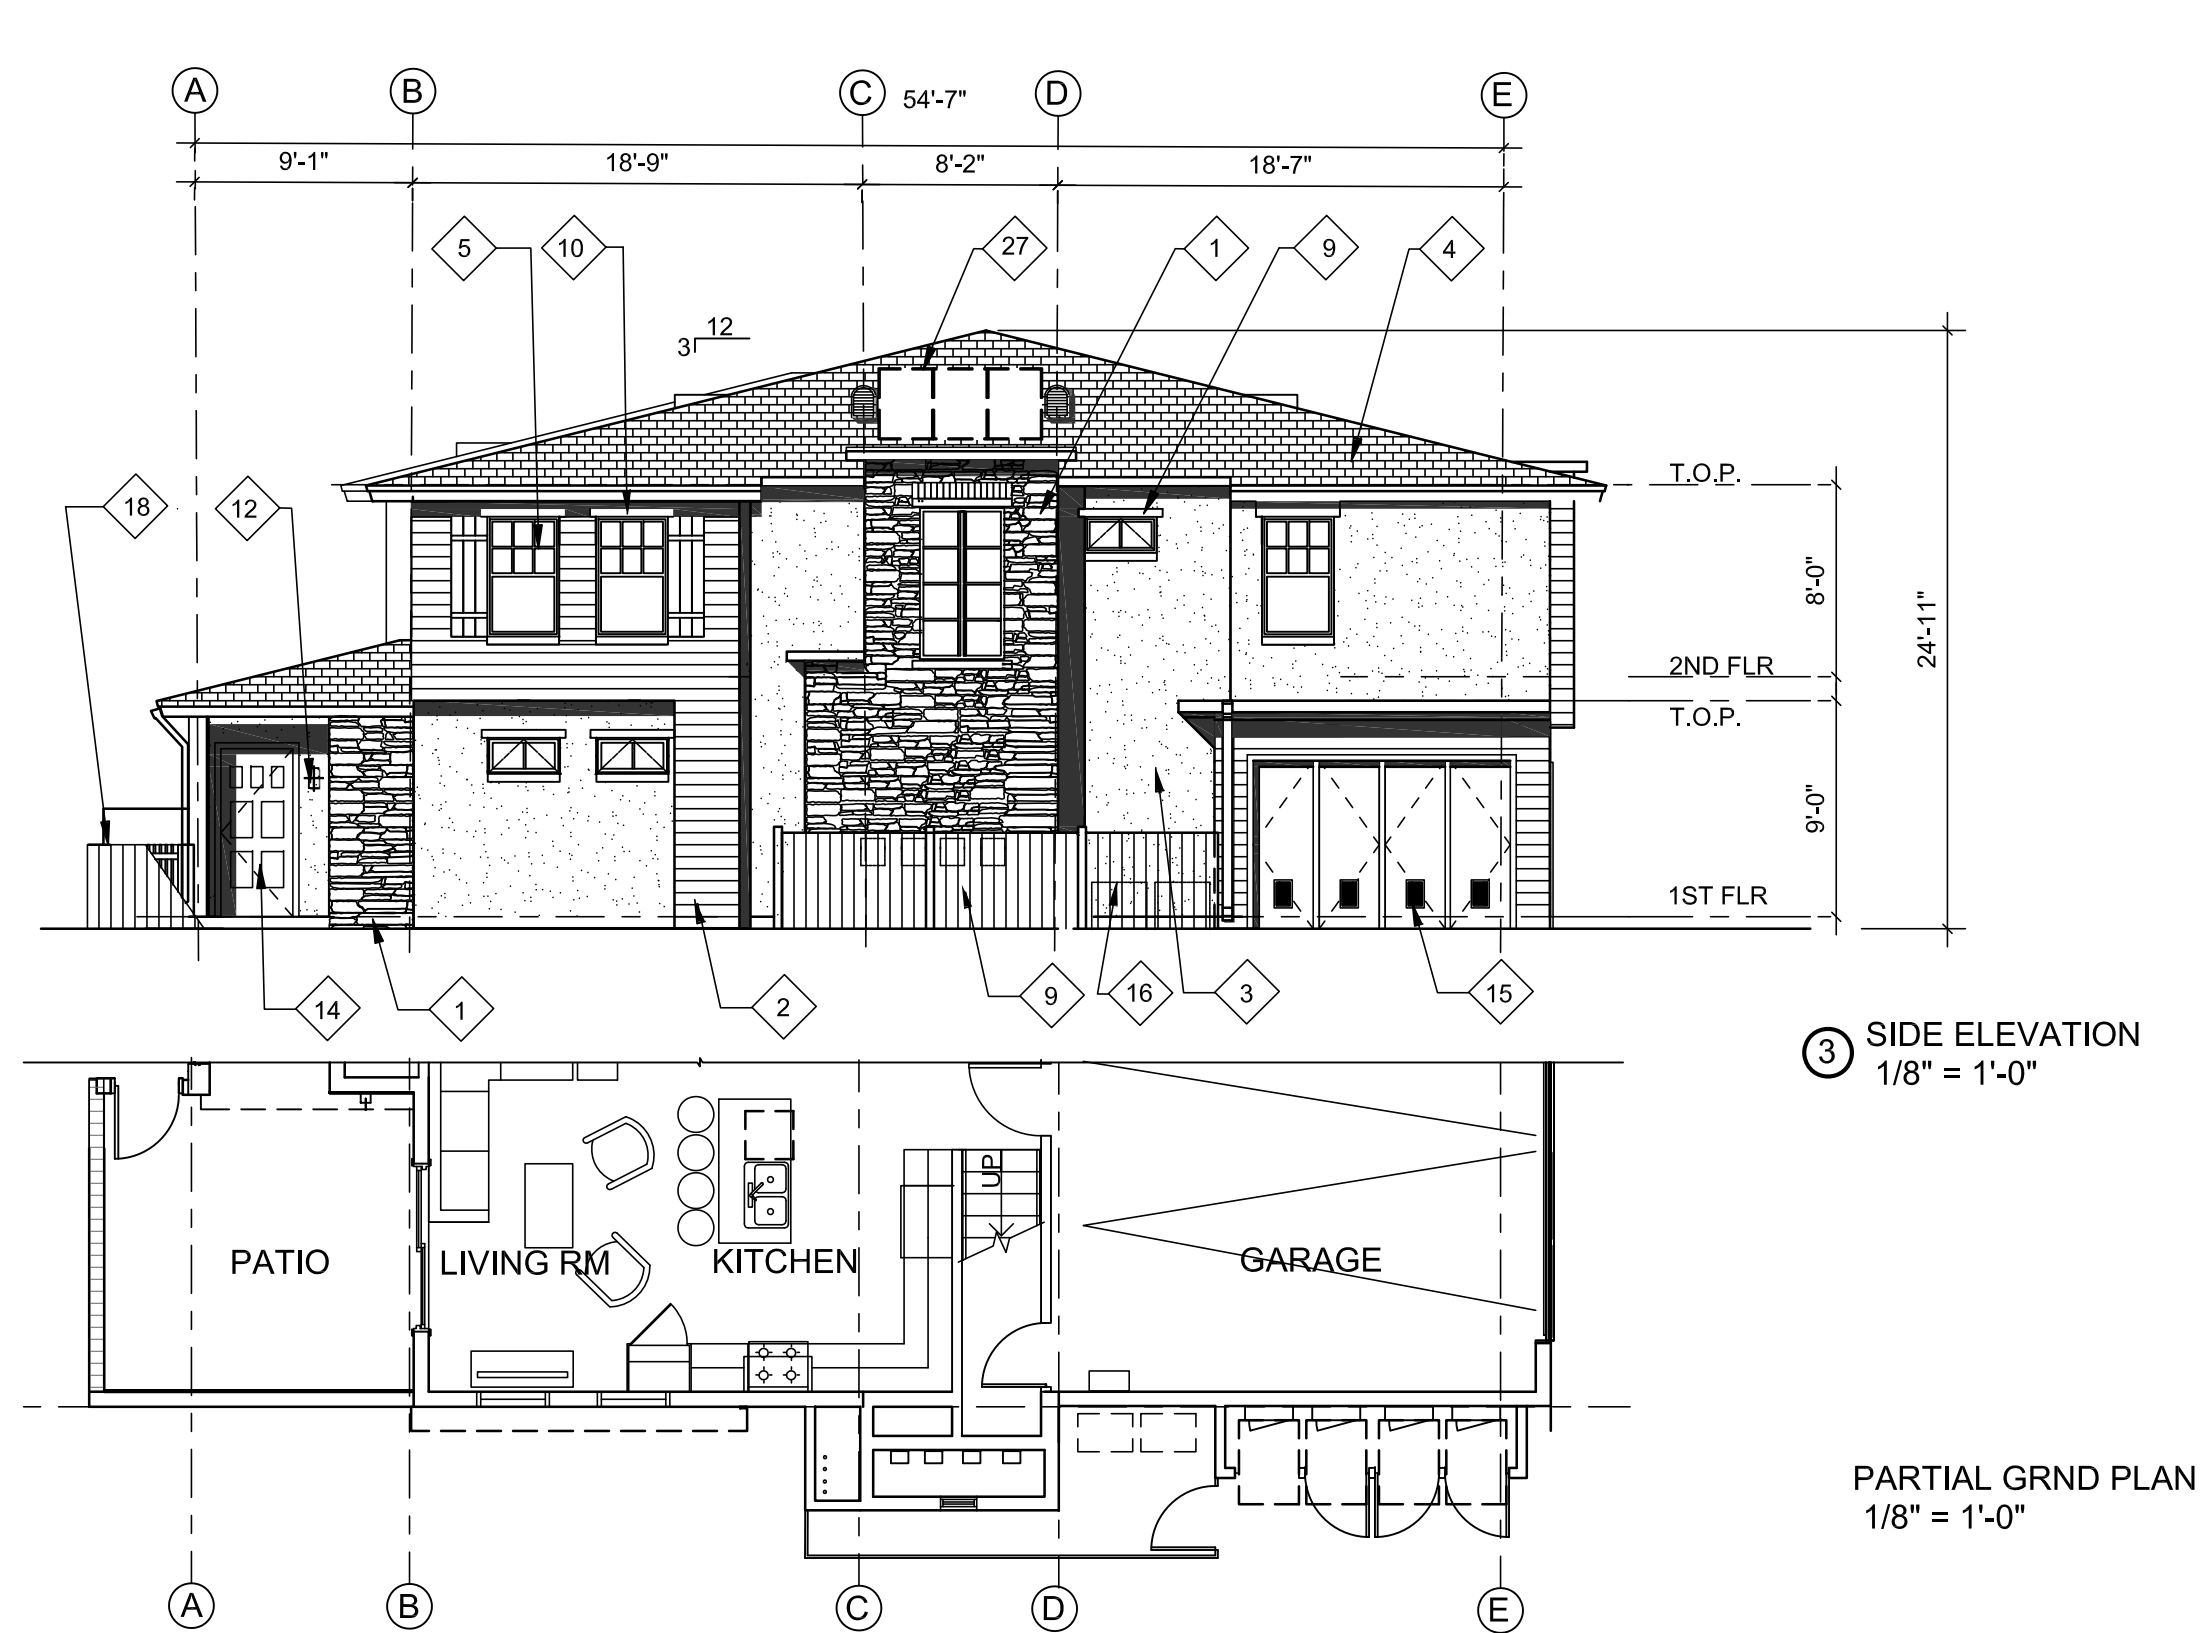 A B C 54'-7" D E
9'-1" 18'-9" 8'-2" 18'-7"
5 10 27 1 9 4
12
3
T.O.P.
18 12
8'-0"
24'-11"
2ND FLR
T.O.P.
9'-0"
1ST FLR
14 1 2 9 16 3 15
3 SIDE ELEVATION
1/8" = 1'-0"
UP
PATIO LIVING RM KITCHEN GARAGE
PARTIAL GRND PLAN
1/8" = 1'-0"
A B C D E